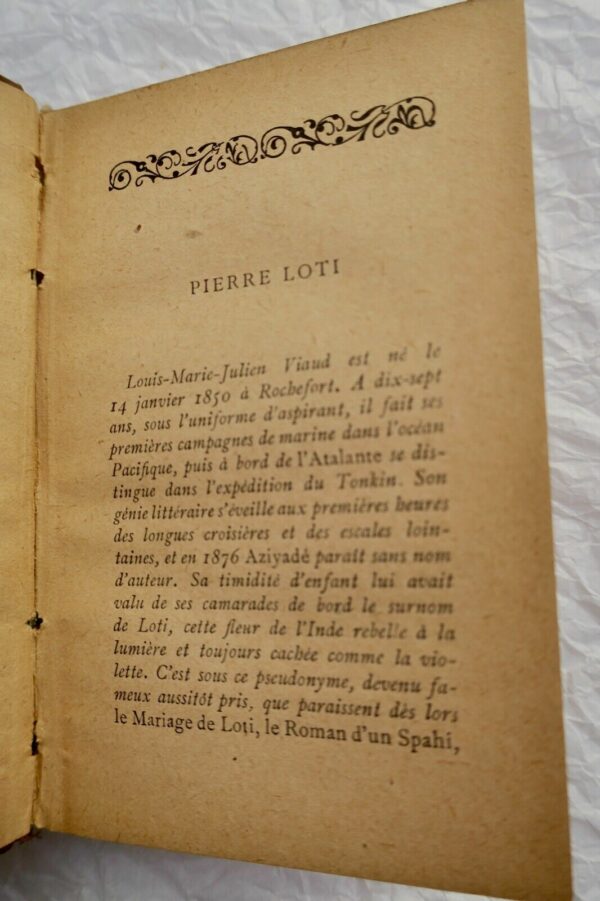 PIERRE LOTI
Louis-Marie-Julien Viaud est né le
14 janvier 1850 à Rochefort. A dix-sept
ans, sous l'uniforme d'aspirant, il fait ses
premières campagnes de marine dans l'océan
Pacifique, puis à bord de l'Atalante se dis-
tingue dans l'expédition du Tonkin. Son
génie littéraire s'éveille aux premières heures
des longues croisières et des escales loin-
taines, et en 1876 Aziyadé paraît sans nom
d'auteur. Sa timidité d'enfant lui avait
valu de ses camarades de bord le surnom
de Loti, cette fleur de l'Inde rebelle à la
lumière et toujours cachée comme la vio-
lette. C'est sous ce pseudonyme, devenu fa-
meux aussitôt pris, que paraissent dès lors
le Mariage de Loti, le Roman d'un Spahi,